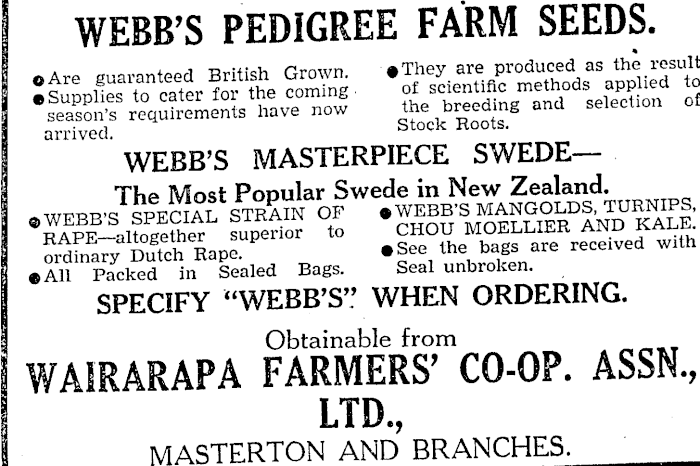 WEBB'S PEDIGREE FARM SEEDS.
●Are guaranteed British Grown.
●Supplies to cater for the coming
season's requirements have now
arrived.
●They are produced as the result
of scientific methods applied to
the breeding and selection of
Stock Roots.
WEBB'S MASTERPIECE SWEDE—
The Most Popular Swede in New Zealand.
●WEBB'S SPECIAL STRAIN OF
RAPE—altogether superior to
ordinary Dutch Rape.
●All Packed in Sealed Bags.
●WEBB'S MANGOLDS, TURNIPS,
CHOU MOELLIER AND KALE.
●See the bags are received with
Seal unbroken.
SPECIFY "WEBB'S" WHEN ORDERING.
Obtainable from
WAIRARAPA FARMERS' CO-OP. ASSN.,
LTD.,
MASTERTON AND BRANCHES.